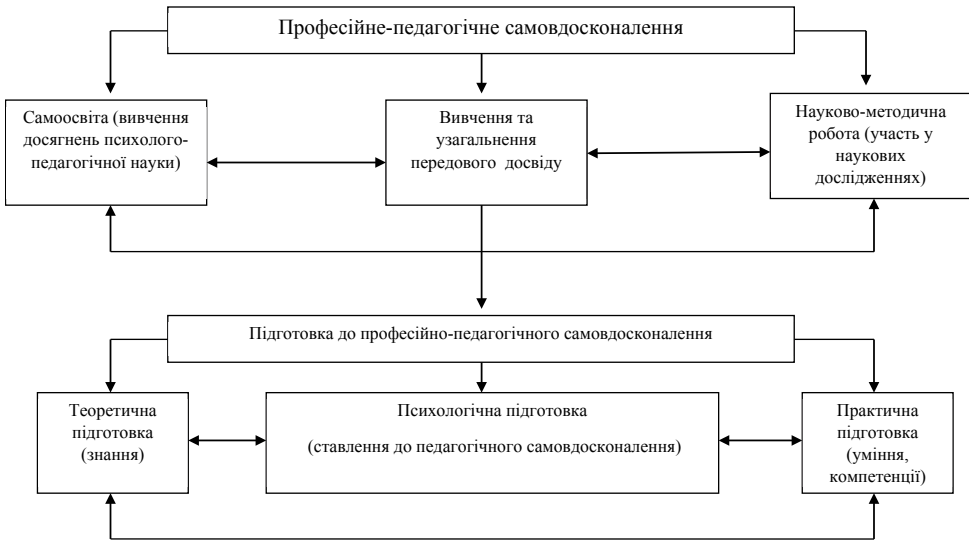 Професійне-педагогічне самовдосконалення
Самоосвіта (вивчення
досягнень психолого-
педагогічної науки)
Вивчення та
узагальнення
передового досвіду
Науково-методична
робота (участь у
наукових
дослідженнях)
Підготовка до професійно-педагогічного самовдосконалення
Теоретична
підготовка
(знання)
Психологічна підготовка
(ставлення до педагогічного самовдосконалення)
Практична
підготовка
(уміння,
компетенції)